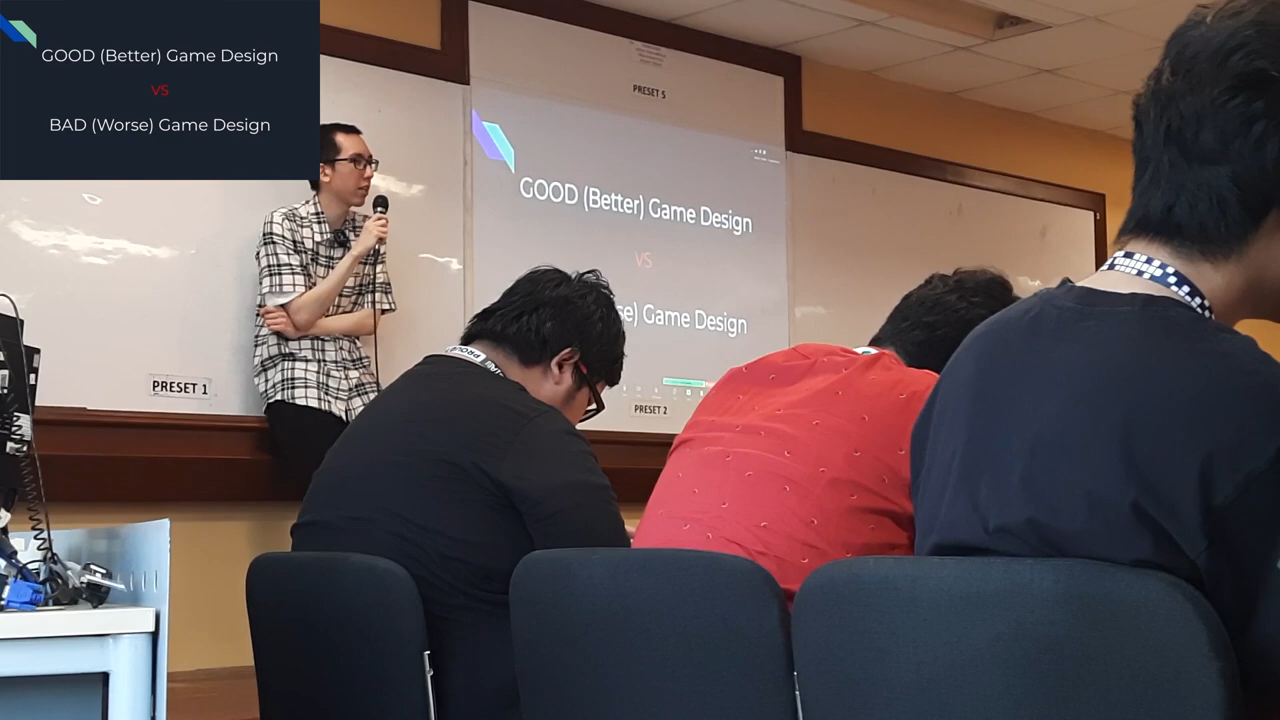 GOOD (Better) Game Design
VS
BAD (Worse) Game Design
PRESET 5
GOOD (Better) Game Design
VS
se) Game Design
PRESET 1
PRESET 2
PROU